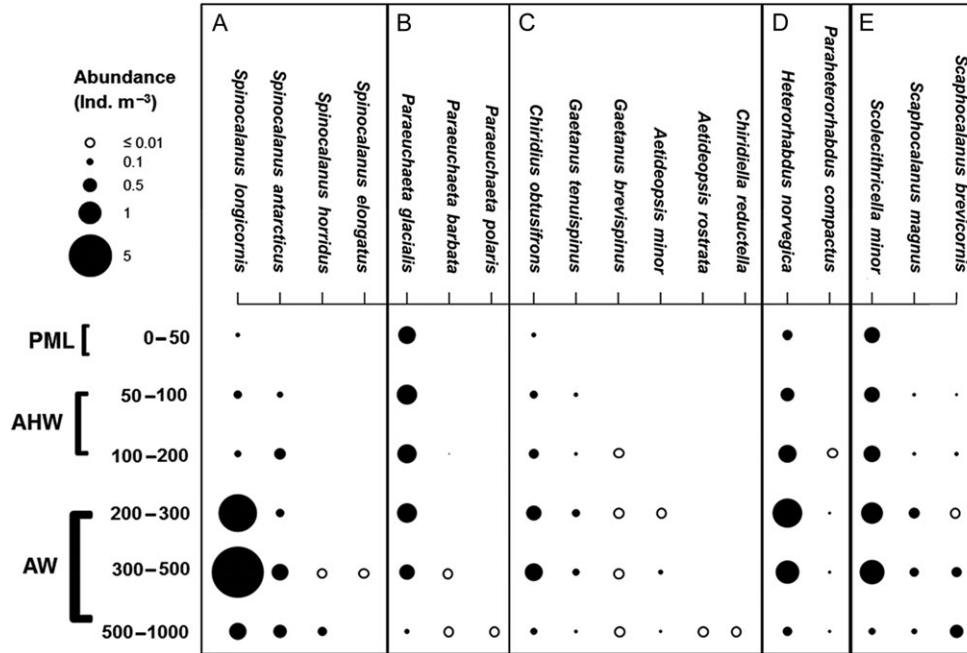 A
B
C
D
E
Abundance
(Ind. m⁻³)
≤ 0.01
0.1
0.5
1
5
Spinocalanus longicornis
Spinocalanus antarcticus
Spinocalanus horridus
Spinocalanus elongatus
Paraeuchaeta glacialis
Paraeuchaeta barbata
Paraeuchaeta polaris
Chiridius obtusifrons
Gaetanus tenuispinus
Gaetanus brevispinus
Aetideopsis minor
Aetideopsis rostrata
Chiridiella reductella
Heterorhabdus norvegica
Paraheterorhabdus compactus
Scolecithricella minor
Scaphocalanus magnus
Scaphocalanus brevicornis
PML
0–50
AHW
50–100
100–200
AW
200–300
300–500
500–1000